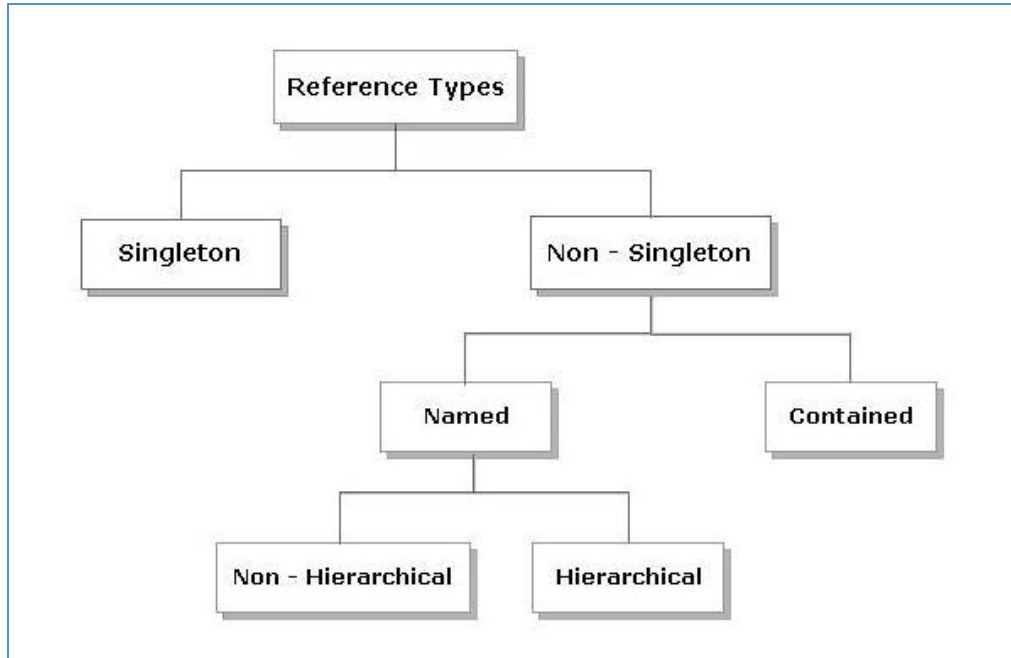 Reference Types
Singleton
Non - Singleton
Named
Contained
Non - Hierarchical
Hierarchical